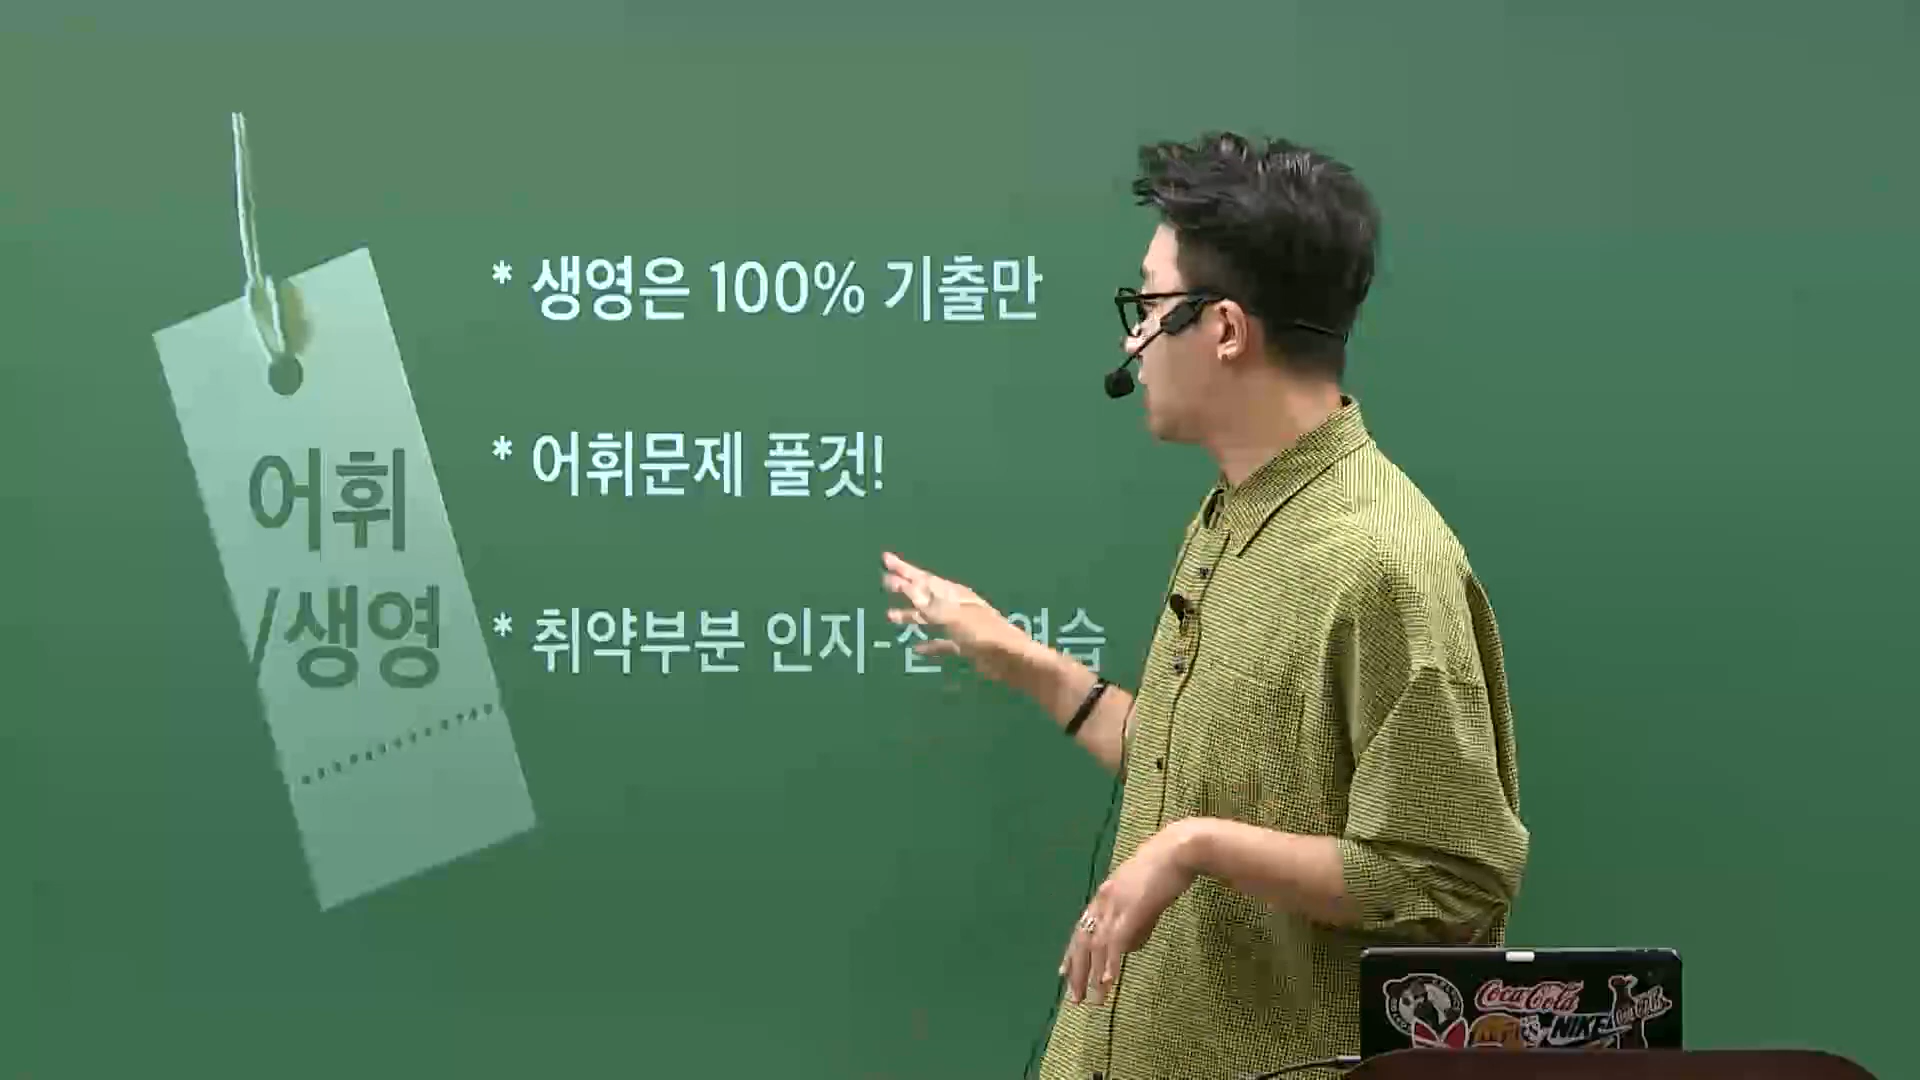 어휘
/생영
* 생영은 100% 기출만
* 어휘문제 풀것!
* 취약부분 인지-
Coca-Cola
NIKE